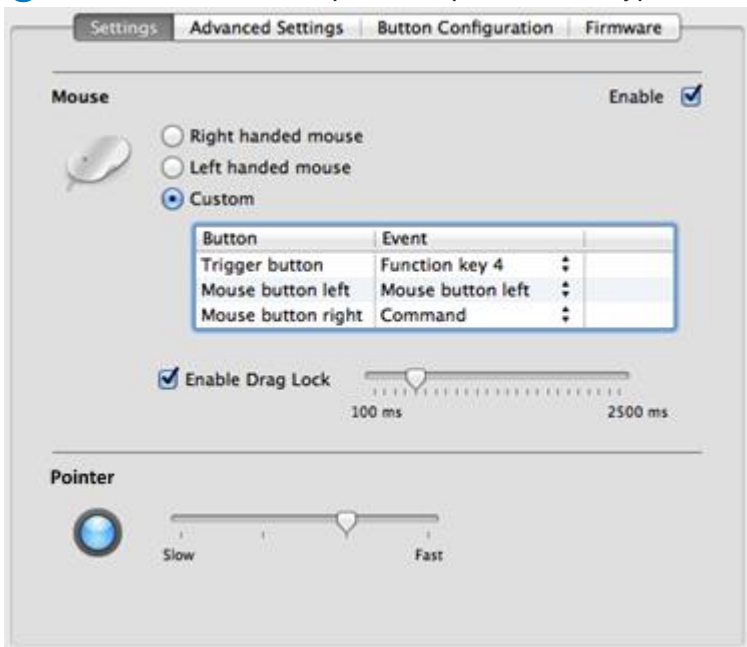 Settings Advanced Settings Button Configuration Firmware
Mouse Enable
Right handed mouse
Left handed mouse
Custom
Button Event
Trigger button Function key 4
Mouse button left Mouse button left
Mouse button right Command
Enable Drag Lock
100 ms 2500 ms
Pointer
Slow Fast